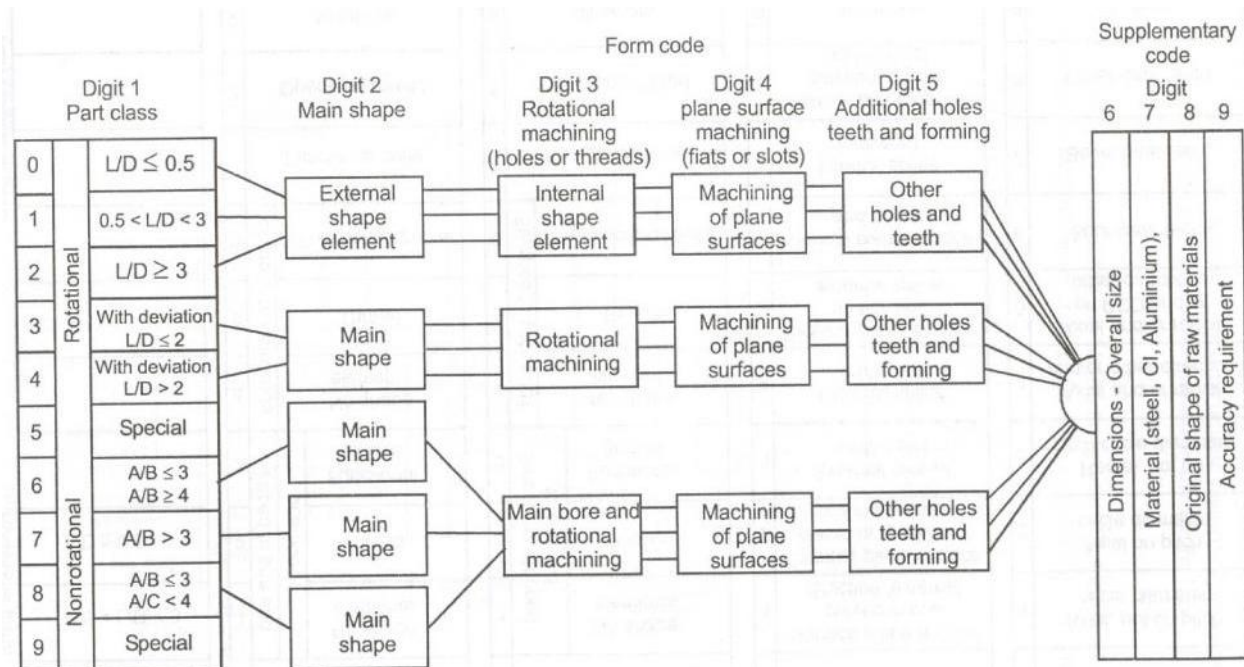 Form code
Supplementary
code
Digit
6 7 8 9
Digit 1
Part class
Digit 2
Main shape
Digit 3
Rotational
machining
(holes or threads)
Digit 4
plane surface
machining
(fiats or slots)
Digit 5
Additional holes
teeth and forming
0
1
2
3
4
5
6
7
8
9
Rotational
Nonrotational
L/D ≤ 0.5
0.5 < L/D < 3
L/D ≥ 3
With deviation
L/D ≤ 2
With deviation
L/D > 2
Special
A/B ≤ 3
A/B ≥ 4
A/B > 3
A/B ≤ 3
A/C < 4
Special
External
shape
element
Internal
shape
element
Machining
of plane
surfaces
Other
holes and
teeth
Main
shape
Rotational
machining
Machining
of plane
surfaces
Other holes
teeth and
forming
Main
shape
Main
shape
Main
shape
Main bore and
rotational
machining
Machining
of plane
surfaces
Other holes
teeth and
forming
Dimensions - Overall size
Material (steell, CI, Aluminium),
Original shape of raw materials
Accuracy requirement